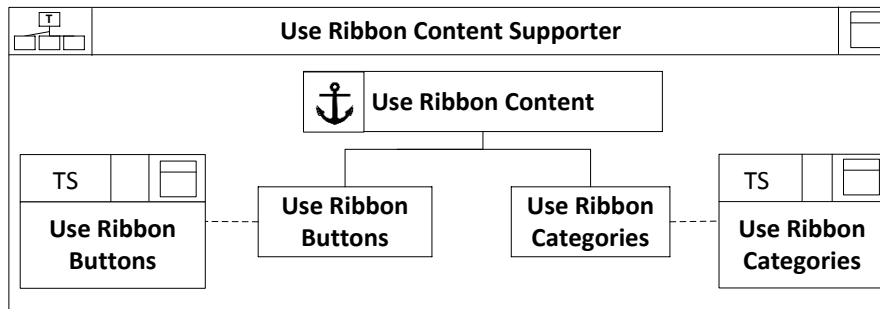 T
Use Ribbon Content Supporter
Use Ribbon Content
TS
Use Ribbon
Buttons
Use Ribbon
Buttons
Use Ribbon
Categories
TS
Use Ribbon
Categories